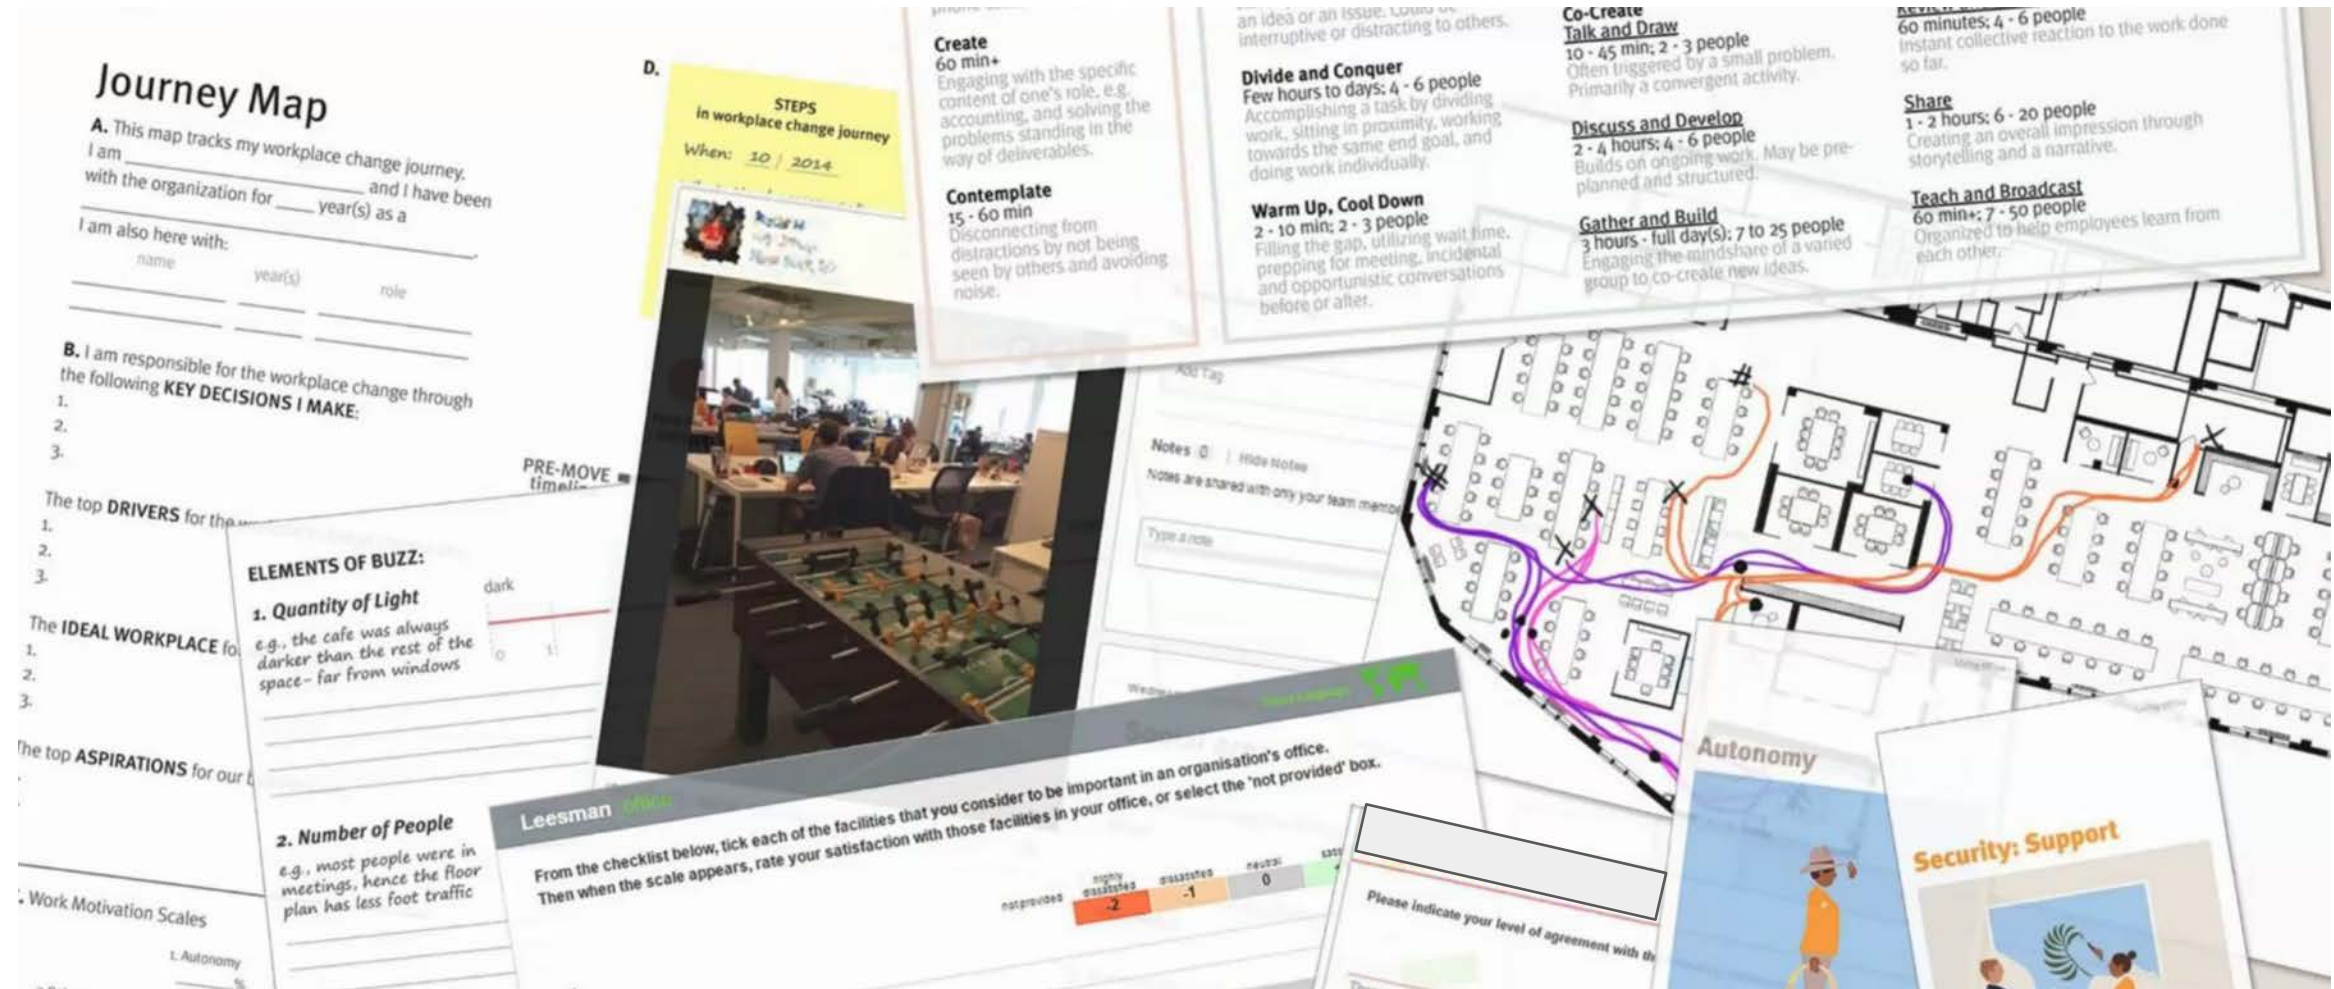 Journey Map
A. This map tracks my workplace change journey.
I am
and I have been
with the organization for
year(s) as a
I am also here with:
name
year(s)
role
B. I am responsible for the workplace change through
the following KEY DECISIONS I MAKE:
1.
2.
3.
PRE-MOVE
The top DRIVERS for the
1.
2.
3.
The IDEAL WORKPLACE
1.
2.
3.
The top ASPIRATIONS for our
Work Motivation Scales
1. Autonomy
%
ELEMENTS OF BUZZ:
1. Quantity of Light
e.g., the cafe was always
darker than the rest of the
space- far from windows
dark
0
1
2. Number of People
e.g., most people were in
meetings, hence the floor
plan has less foot traffic
D.
STEPS
in workplace change journey
When: 10 / 2014
Create
60 min+
Engaging with the specific
content of one's role, e.g.
accounting, and solving the
problems standing in the
way of deliverables.
Contemplate
15 - 60 min
Disconnecting from
distractions by not being
seen by others and avoiding
noise.
an idea or an issue. Could be
interruptive or distracting to others.
Divide and Conquer
Few hours to days; 4 - 6 people
Accomplishing a task by dividing
work, sitting in proximity, working
towards the same end goal, and
doing work individually.
Warm Up, Cool Down
2 - 10 min; 2 - 3 people
Filling the gap, utilizing wait time,
prepping for meeting, incidental
and opportunistic conversations
before or after.
Co-Create
Talk and Draw
10 - 45 min; 2 - 3 people
Often triggered by a small problem.
Primarily a convergent activity.
Discuss and Develop
2 - 4 hours; 4 - 6 people
Builds on ongoing work. May be pre-
planned and structured.
Gather and Build
3 hours - full day(s); 7 to 25 people
Engaging the mindshare of a varied
group to co-create new ideas.
60 minutes; 4 - 6 people
Instant collective reaction to the work done
so far.
Share
1 - 2 hours; 6 - 20 people
Creating an overall impression through
storytelling and a narrative.
Teach and Broadcast
60 min+; 7 - 50 people
Organized to help employees learn from
each other.
Add Tag
Notes 0 | Hide Notes
Notes are shared with only your team
Type a note
Leesman office
From the checklist below, tick each of the facilities that you consider to be important in an organisation's office.
Then when the scale appears, rate your satisfaction with those facilities in your office, or select the 'not provided' box.
not provided
highly dissatisfied
dissatisfied
neutral
-2
-1
0
Please indicate your level of agreement with
Autonomy
Security: Support